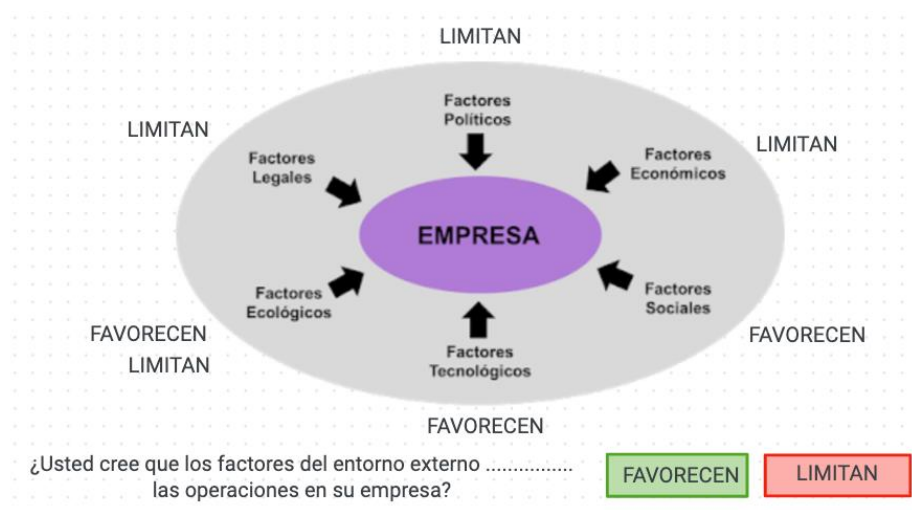 LIMITAN
Factores
Políticos
LIMITAN
LIMITAN
Factores
Legales
Factores
Económicos
EMPRESA
Factores
Ecológicos
Factores
Sociales
FAVORECEN
LIMITAN
FAVORECEN
Factores
Tecnológicos
FAVORECEN
¿Usted cree que los factores del entorno externo ................
las operaciones en su empresa?
FAVORECEN
LIMITAN